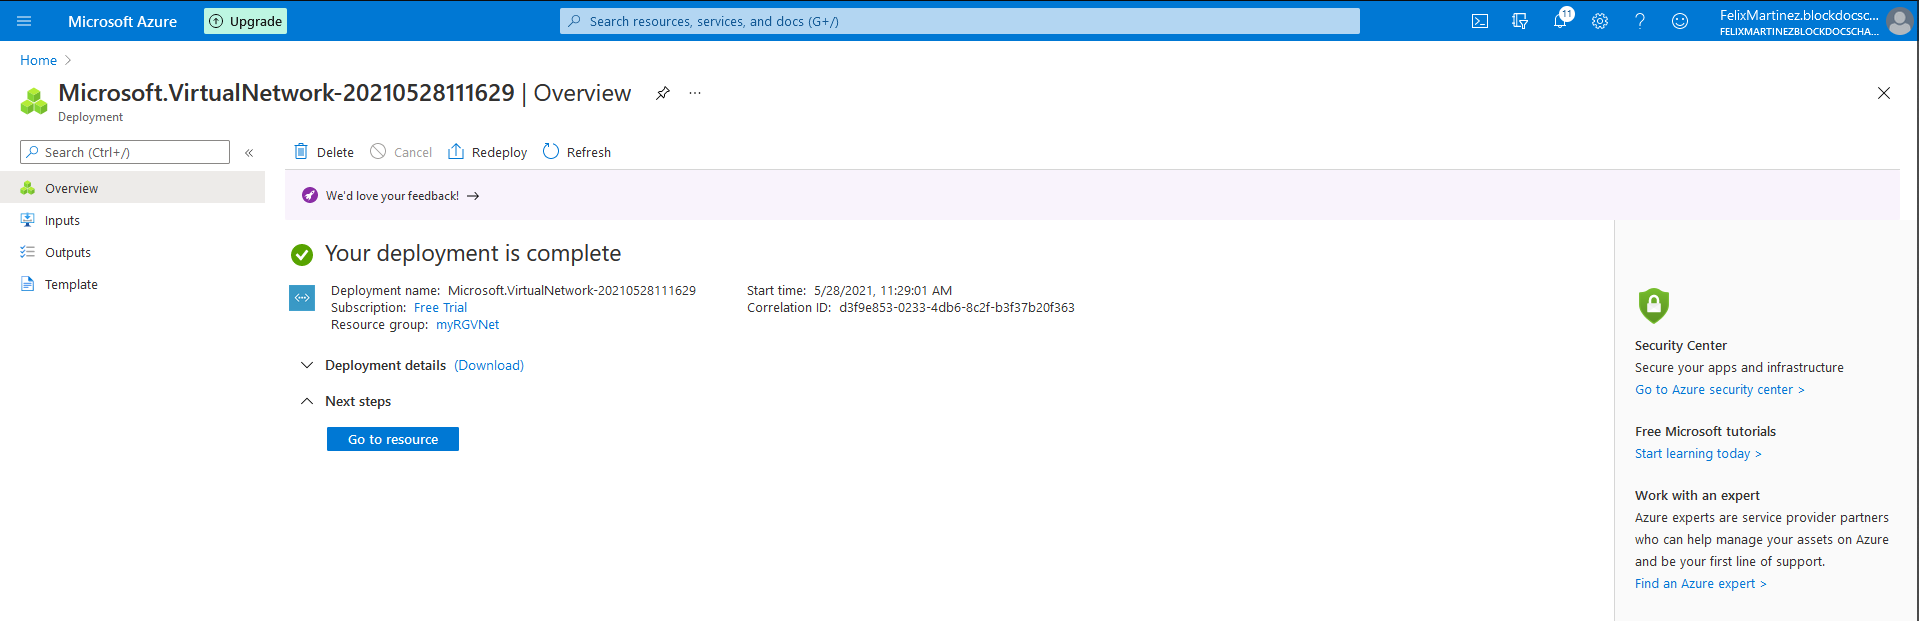 Microsoft Azure
Upgrade
Search resources, services, and docs (G+/)
11
FelixMartinez.blockdocsc...
FELIXMARTINEZBLOCKDOCSCHA...
Home
Microsoft.VirtualNetwork-20210528111629 | Overview
...
Deployment
Search (Ctrl+/)
«
Delete
Cancel
Redeploy
Refresh
Overview
Inputs
Outputs
Template
We'd love your feedback! →
Your deployment is complete
Deployment name: Microsoft.VirtualNetwork-20210528111629
Subscription: Free Trial
Resource group: myRGVNet
Start time: 5/28/2021, 11:29:01 AM
Correlation ID: d3f9e853-0233-4db6-8c2f-b3f37b20f363
Deployment details (Download)
Next steps
Go to resource
Security Center
Secure your apps and infrastructure
Go to Azure security center >
Free Microsoft tutorials
Start learning today >
Work with an expert
Azure experts are service provider partners
who can help manage your assets on Azure
and be your first line of support.
Find an Azure expert >